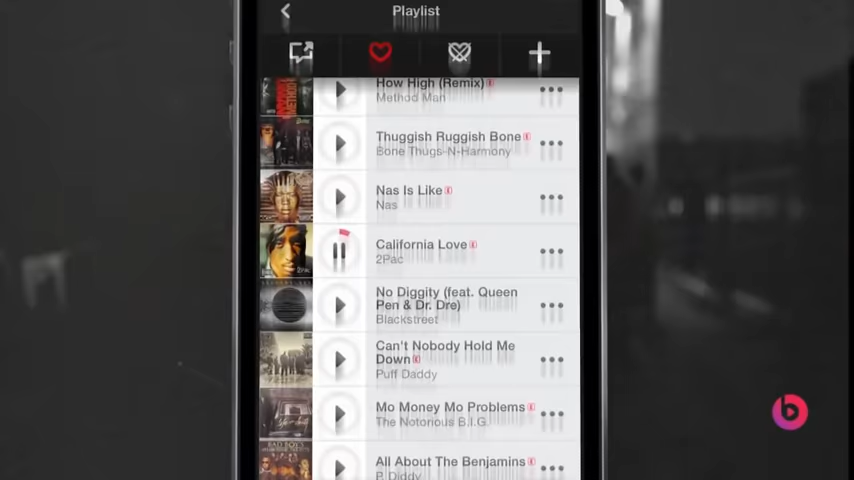 Playlist
How High (Remix) E
Method Man
Thuggish Ruggish Bone E
Bone Thugs-N-Harmony
Nas Is Like E
Nas
California Love E
2Pac
No Diggity (feat. Queen
Pen & Dr. Dre)
Blackstreet
Can't Nobody Hold Me
Down E
Puff Daddy
Mo Money Mo Problems E
The Notorious B.I.G.
All About The Benjamins E
P. Diddy
b